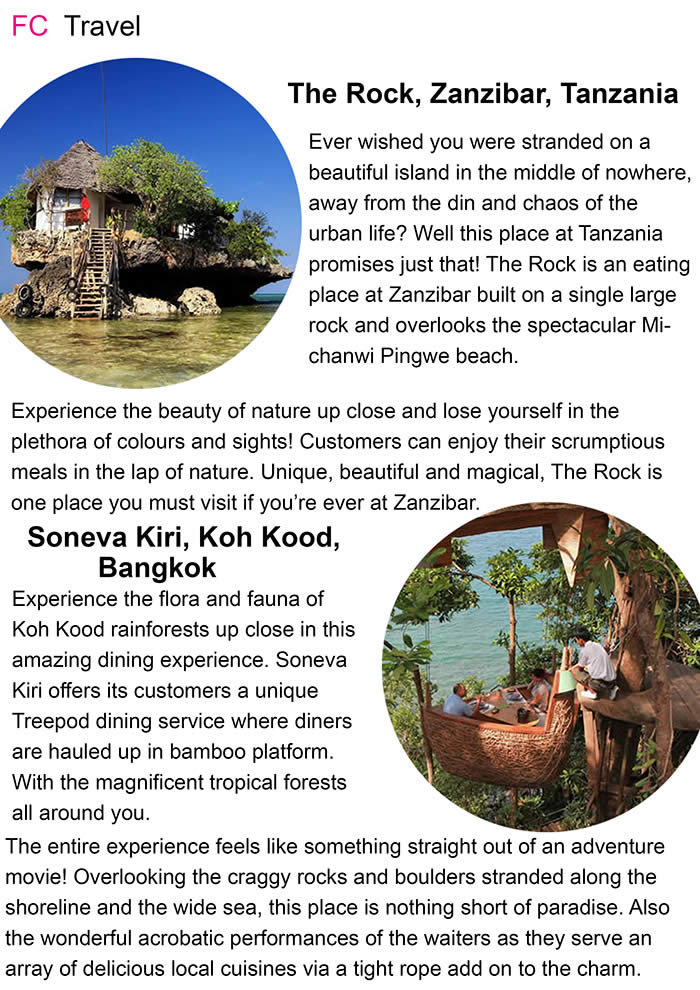 FC Travel
The Rock, Zanzibar, Tanzania
Ever wished you were stranded on a
beautiful island in the middle of nowhere,
away from the din and chaos of the
urban life? Well this place at Tanzania
promises just that! The Rock is an eating
place at Zanzibar built on a single large
rock and overlooks the spectacular Mi-
chanwi Pingwe beach.
Experience the beauty of nature up close and lose yourself in the
plethora of colours and sights! Customers can enjoy their scrumptious
meals in the lap of nature. Unique, beautiful and magical, The Rock is
one place you must visit if you’re ever at Zanzibar.
Soneva Kiri, Koh Kood,
Bangkok
Experience the flora and fauna of
Koh Kood rainforests up close in this
amazing dining experience. Soneva
Kiri offers its customers a unique
Treepod dining service where diners
are hauled up in bamboo platform.
With the magnificent tropical forests
all around you.
The entire experience feels like something straight out of an adventure
movie! Overlooking the craggy rocks and boulders stranded along the
shoreline and the wide sea, this place is nothing short of paradise. Also
the wonderful acrobatic performances of the waiters as they serve an
array of delicious local cuisines via a tight rope add on to the charm.